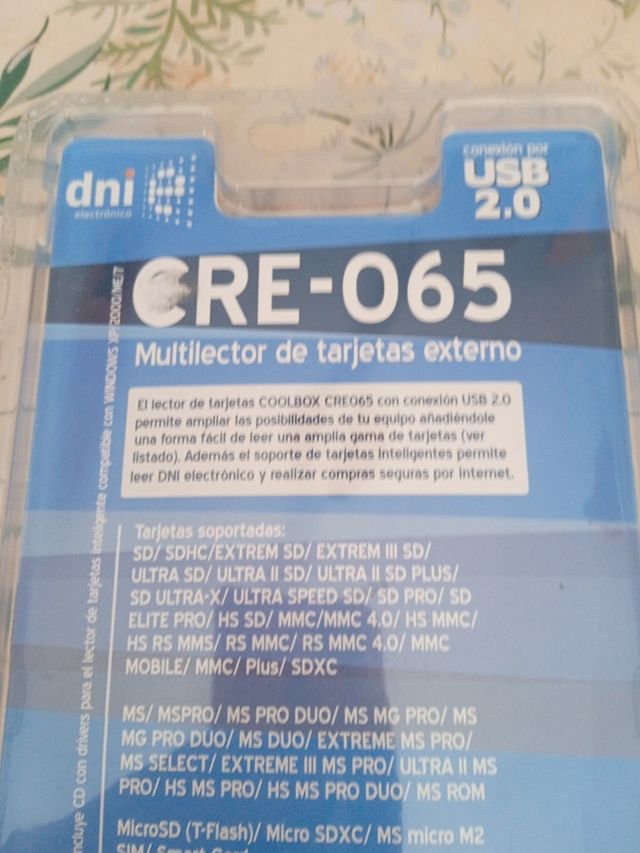 dni
electrónico
conexión por
USB
2.0
CRE-065
Multilector de tarjetas externo
El lector de tarjetas COOLBOX CRE065 con conexión USB 2.0
permite ampliar las posibilidades de tu equipo añadiéndole
una forma fácil de leer una amplia gama de tarjetas (ver
listado). Además el soporte de tarjetas inteligentes permite
leer DNI electrónico y realizar compras seguras por internet.
Tarjetas soportadas:
SD/ SDHC/EXTREM SD/ EXTREM III SD/
ULTRA SD/ ULTRA II SD/ ULTRA II SD PLUS/
SD ULTRA-X/ ULTRA SPEED SD/ SD PRO/ SD
ELITE PRO/ HS SD/ MMC/MMC 4.0/ HS MMC/
HS RS MMS/ RS MMC/ RS MMC 4.0/ MMC
MOBILE/ MMC/ Plus/ SDXC
MS/ MSPRO/ MS PRO DUO/ MS MG PRO/ MS
MG PRO DUO/ MS DUO/ EXTREME MS PRO/
MS SELECT/ EXTREME III MS PRO/ ULTRA II MS
PRO/ HS MS PRO/ HS MS PRO DUO/ MS ROM
MicroSD (T-Flash)/ Micro SDXC/ MS micro M2
SIM/ Smart Card
ncluye CD con drivers para el lector de tarjetas inteligente compatible con WINDOWS XP/2000/ME/7